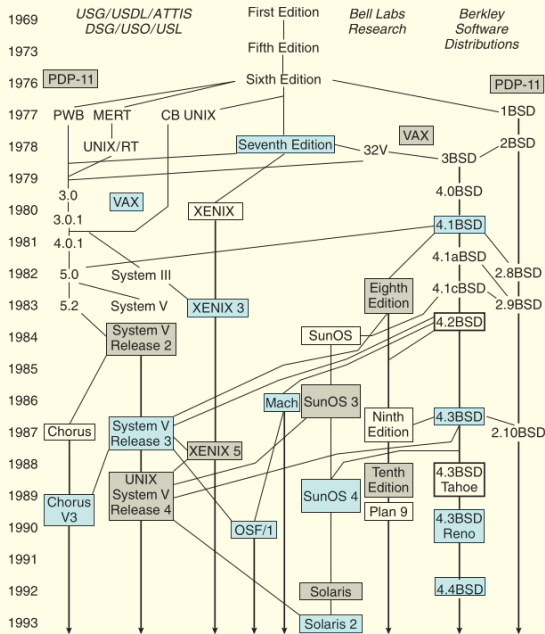 USG/USDL/ATTIS
DSG/USO/USL
Bell Labs
Research
Berkley
Software
Distributions
1969
First Edition
1973
Fifth Edition
1976
PDP-11
Sixth Edition
PDP-11
1977
PWB
MERT
CB UNIX
1BSD
1978
UNIX/RT
Seventh Edition
32V
VAX
2BSD
3BSD
1979
3.0
VAX
4.0BSD
1980
3.0.1
XENIX
4.1BSD
1981
4.0.1
4.1aBSD
1982
5.0
System III
2.8BSD
Eighth
Edition
4.1cBSD
1983
5.2
System V
XENIX 3
2.9BSD
4.2BSD
1984
System V
Release 2
SunOS
1985
1986
Mach
SunOS 3
1987
Chorus
System V
Release 3
Ninth
Edition
4.3BSD
2.10BSD
XENIX 5
1988
UNIX
System V
Release 4
Tenth
Edition
4.3BSD
Tahoe
1989
Chorus
V3
SunOS 4
Plan 9
1990
OSF/1
4.3BSD
Reno
1991
1992
Solaris
4.4BSD
1993
Solaris 2